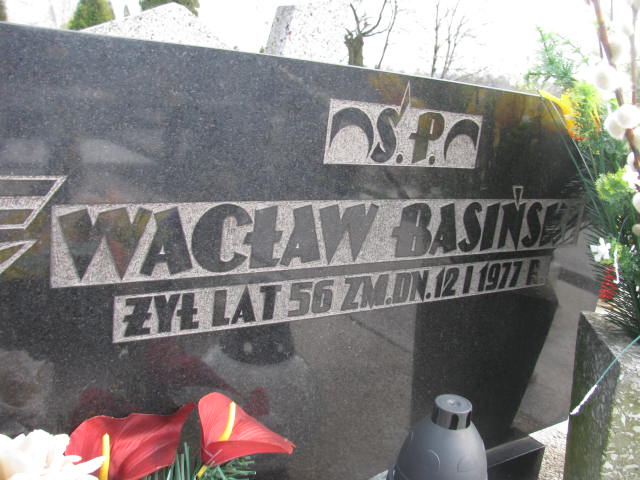 Ś.P.
WACŁAW BASIŃSKI
ŻYŁ LAT 56 ZM.DN. 12 I 1977 R